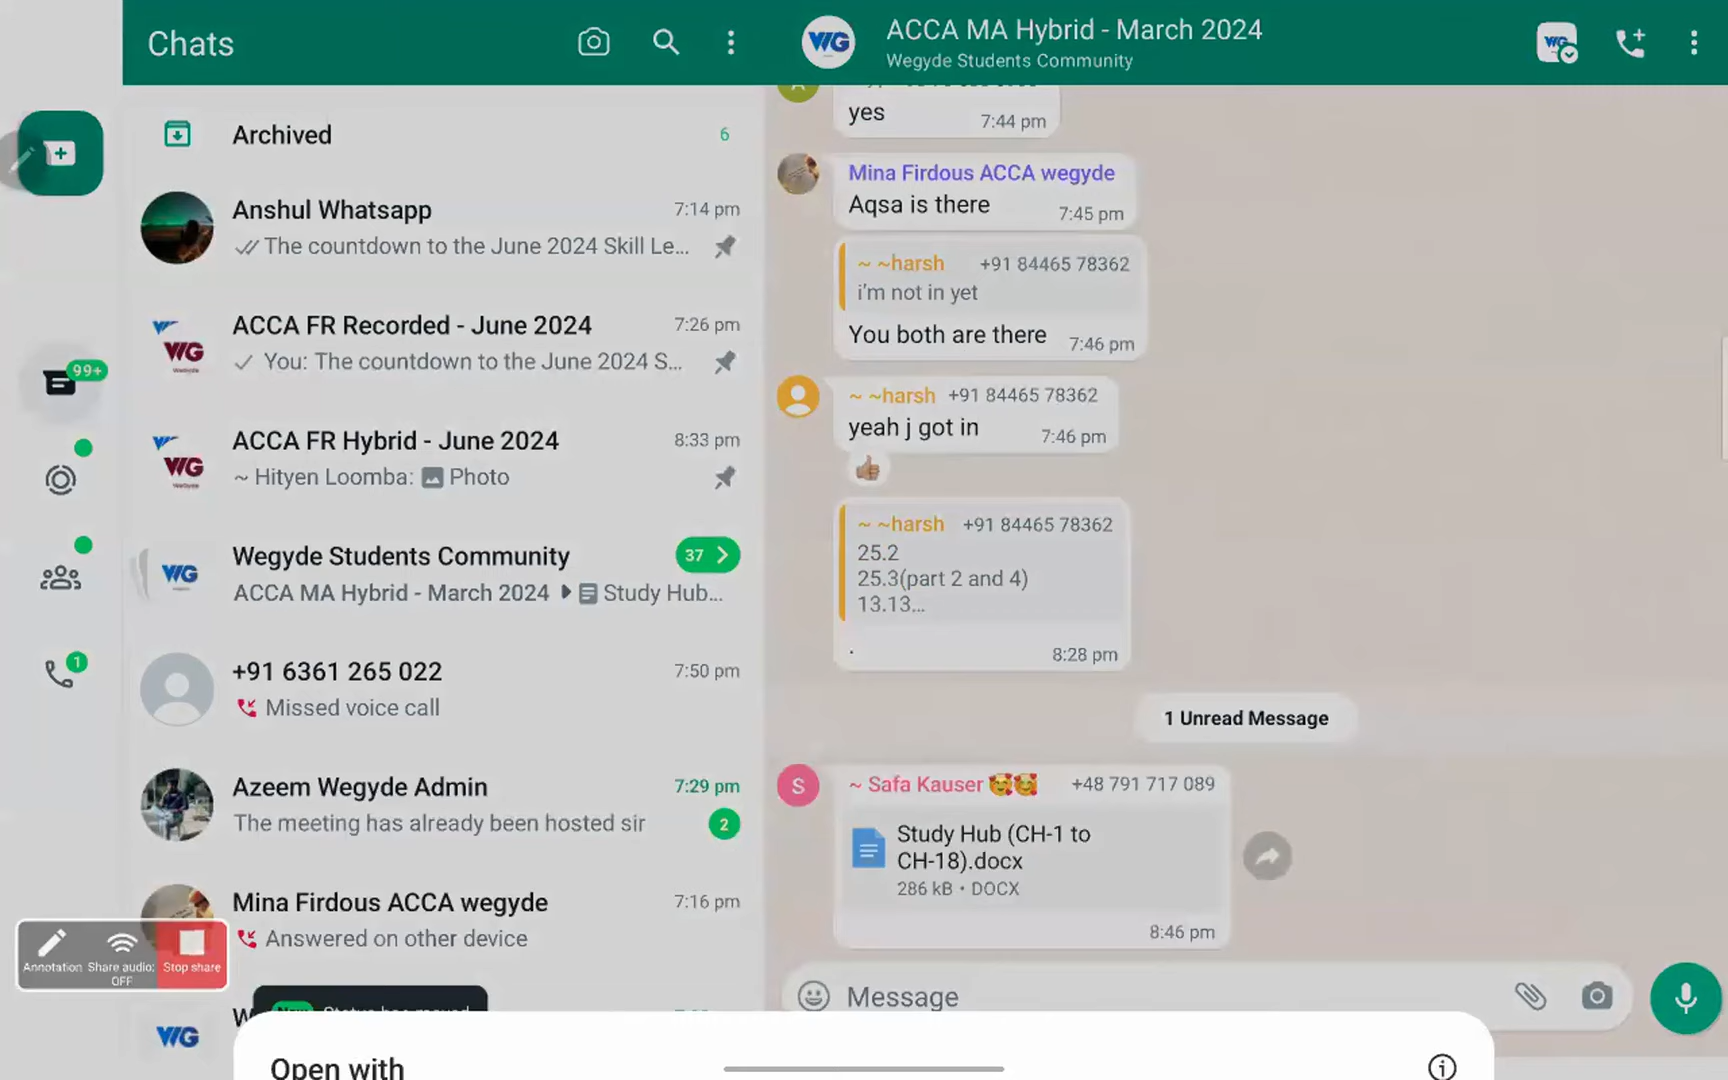 Chats
Archived
6
Anshul Whatsapp
7:14 pm
The countdown to the June 2024 Skill Le...
ACCA FR Recorded - June 2024
7:26 pm
You: The countdown to the June 2024 S...
ACCA FR Hybrid - June 2024
8:33 pm
~ Hityen Loomba: Photo
Wegyde Students Community
37
ACCA MA Hybrid - March 2024 Study Hub...
+91 6361 265 022
7:50 pm
Missed voice call
Azeem Wegyde Admin
7:29 pm
The meeting has already been hosted sir
2
Mina Firdous ACCA wegyde
7:16 pm
Answered on other device
99+
1
Annotation
Share audio: OFF
Stop share
WG
ACCA MA Hybrid - March 2024
Wegyde Students Community
yes
7:44 pm
Mina Firdous ACCA wegyde
Aqsa is there
7:45 pm
~ ~harsh +91 84465 78362
i'm not in yet
You both are there
7:46 pm
~ ~harsh +91 84465 78362
yeah j got in
7:46 pm
~ ~harsh +91 84465 78362
25.2
25.3(part 2 and 4)
13.13...
.
8:28 pm
1 Unread Message
S
~ Safa Kauser 🥰🥰 +48 791 717 089
Study Hub (CH-1 to
CH-18).docx
286 kB • DOCX
8:46 pm
Message
Open with